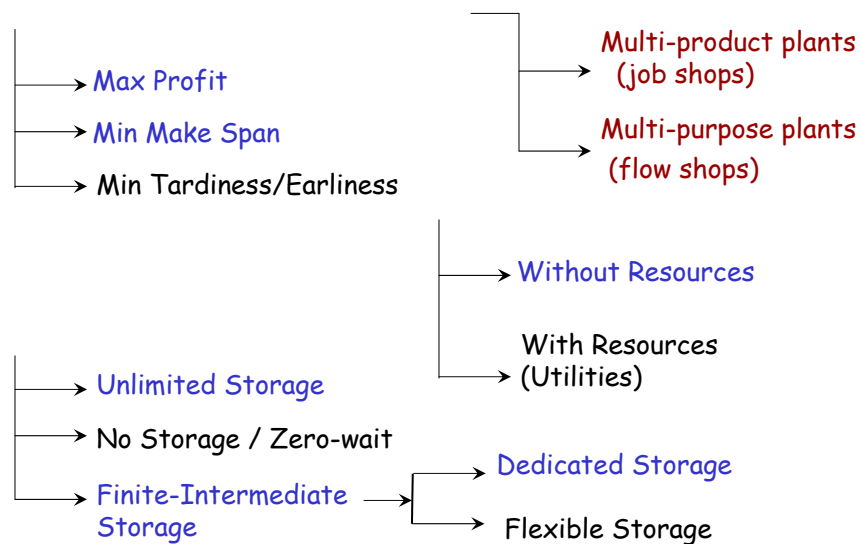 Max Profit
Min Make Span
Min Tardiness/Earliness
Multi-product plants
(job shops)
Multi-purpose plants
(flow shops)
Without Resources
With Resources
(Utilities)
Unlimited Storage
No Storage / Zero-wait
Finite-Intermediate
Storage
Dedicated Storage
Flexible Storage